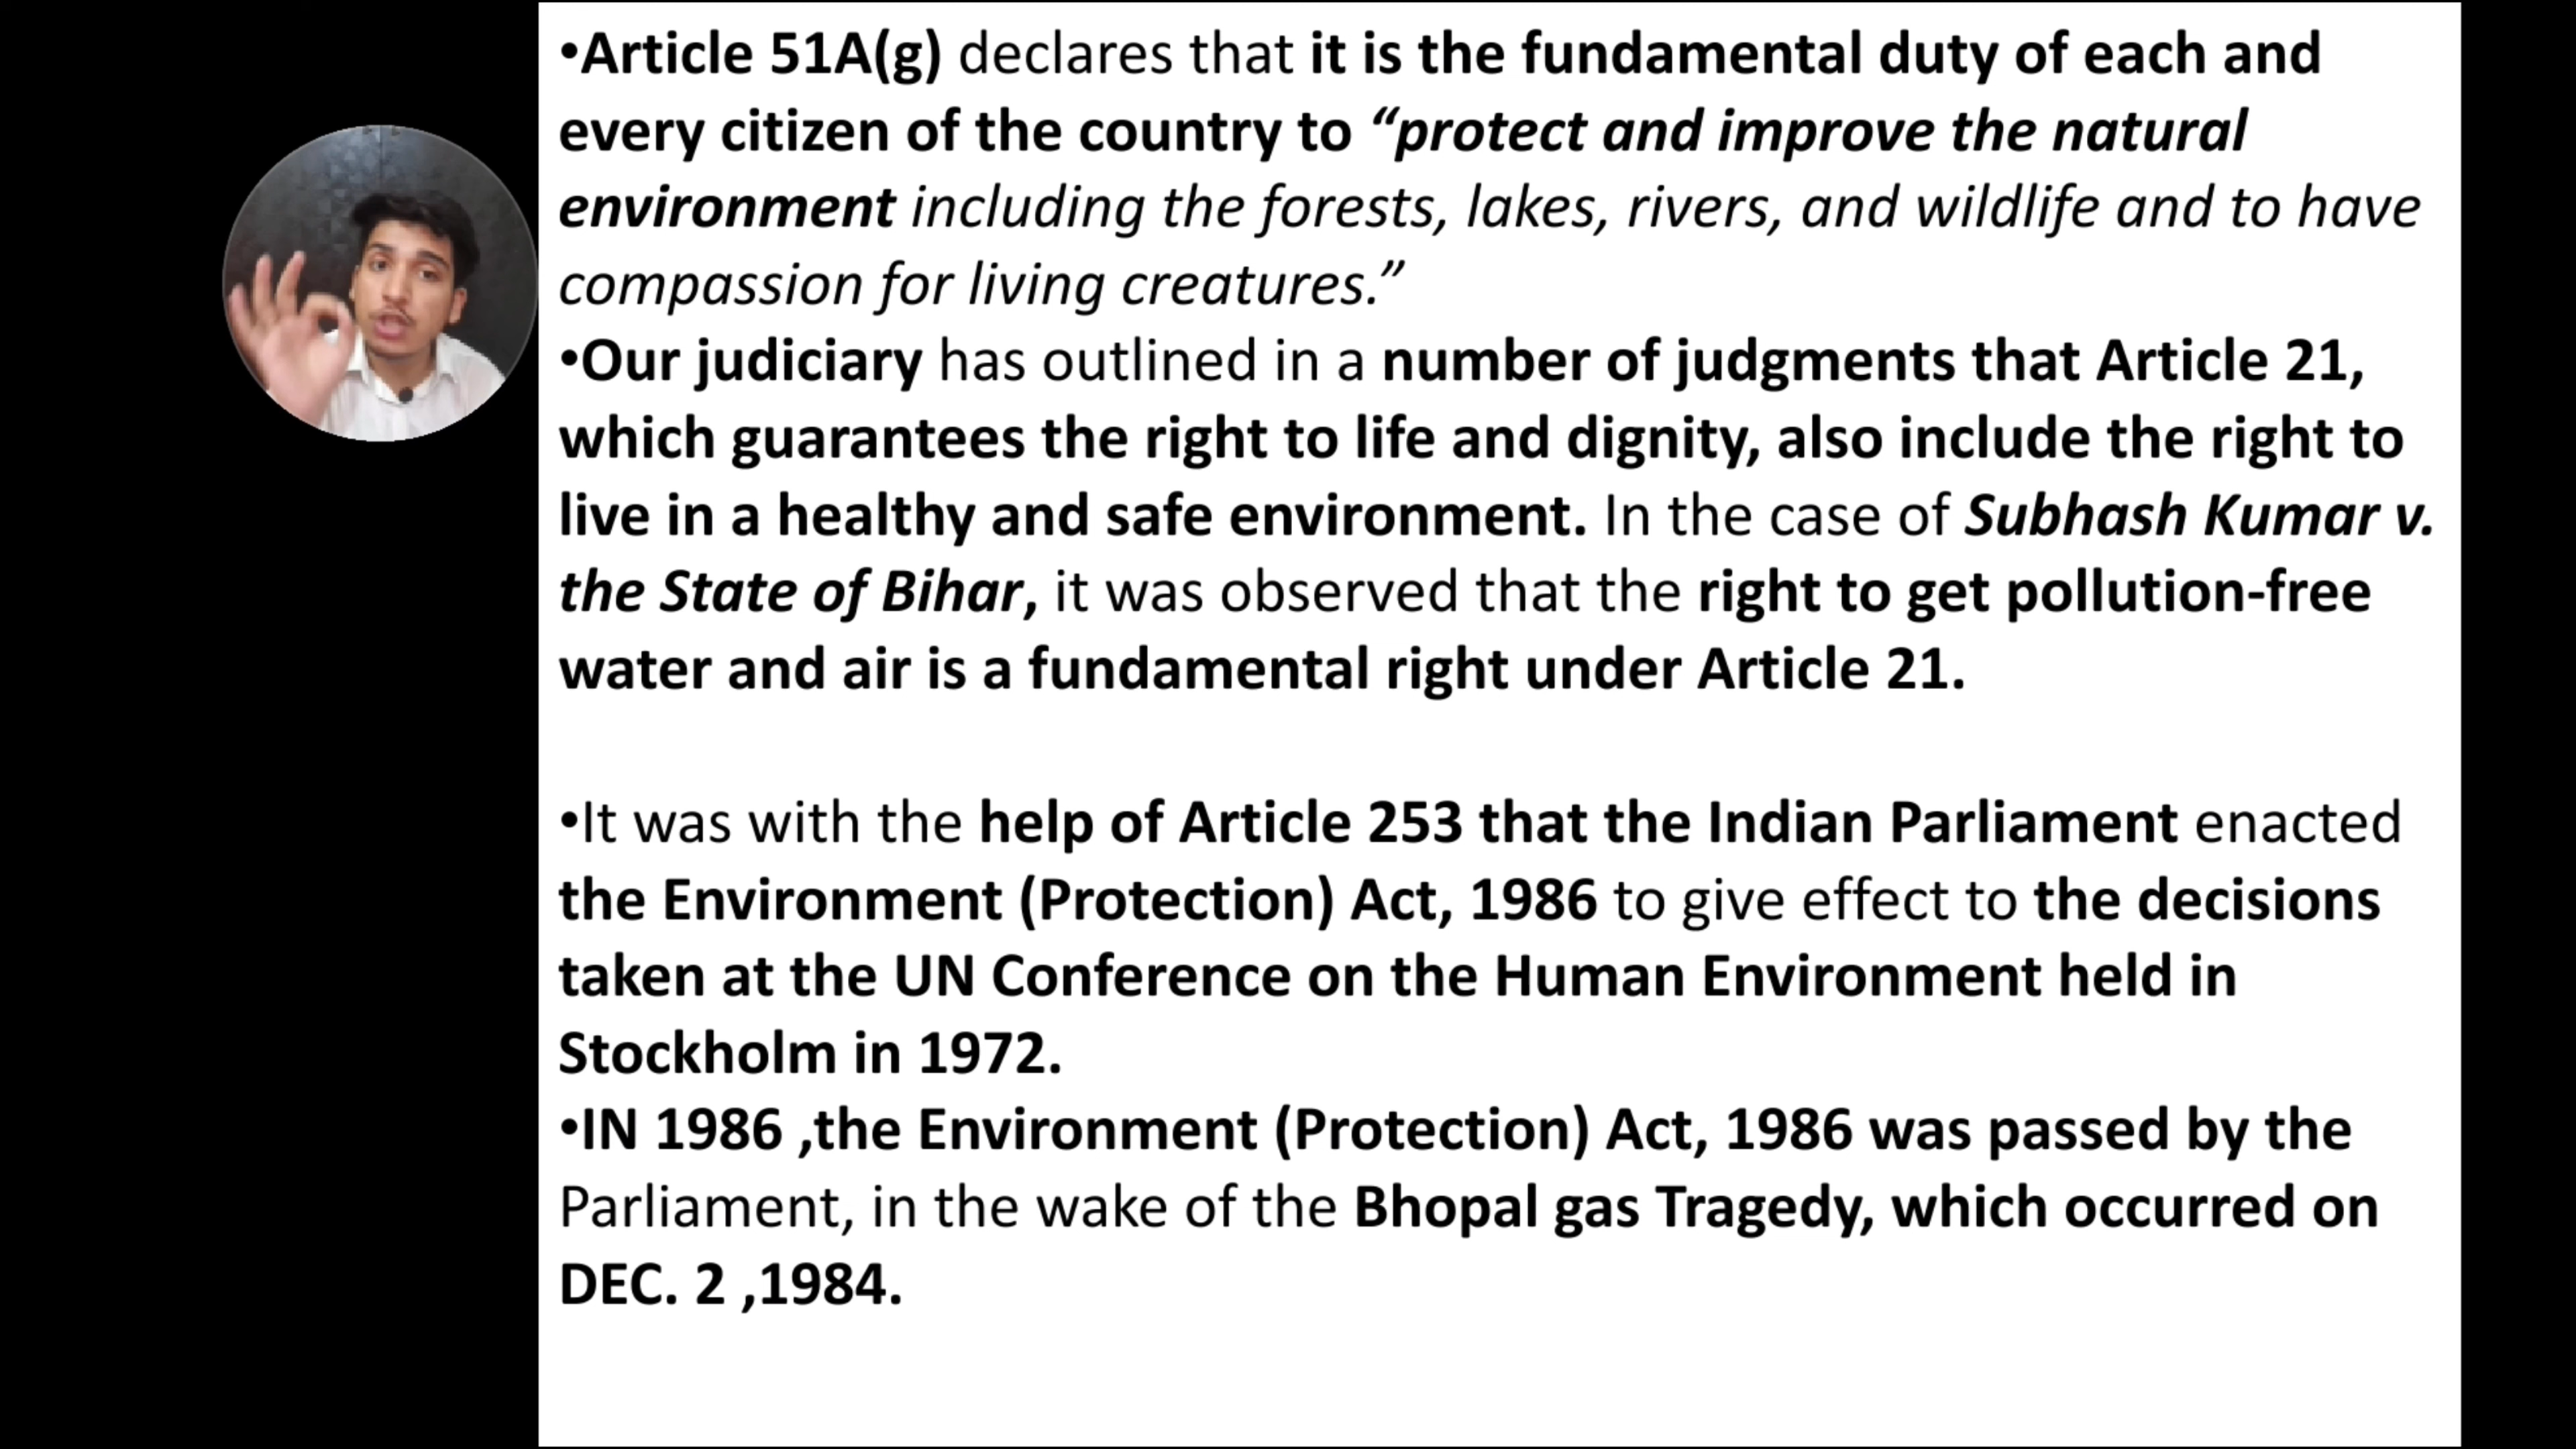 •Article 51A(g) declares that it is the fundamental duty of each and
every citizen of the country to “protect and improve the natural
environment including the forests, lakes, rivers, and wildlife and to have
compassion for living creatures.”
•Our judiciary has outlined in a number of judgments that Article 21,
which guarantees the right to life and dignity, also include the right to
live in a healthy and safe environment. In the case of Subhash Kumar v.
the State of Bihar, it was observed that the right to get pollution-free
water and air is a fundamental right under Article 21.
•It was with the help of Article 253 that the Indian Parliament enacted
the Environment (Protection) Act, 1986 to give effect to the decisions
taken at the UN Conference on the Human Environment held in
Stockholm in 1972.
•IN 1986 ,the Environment (Protection) Act, 1986 was passed by the
Parliament, in the wake of the Bhopal gas Tragedy, which occurred on
DEC. 2 ,1984.